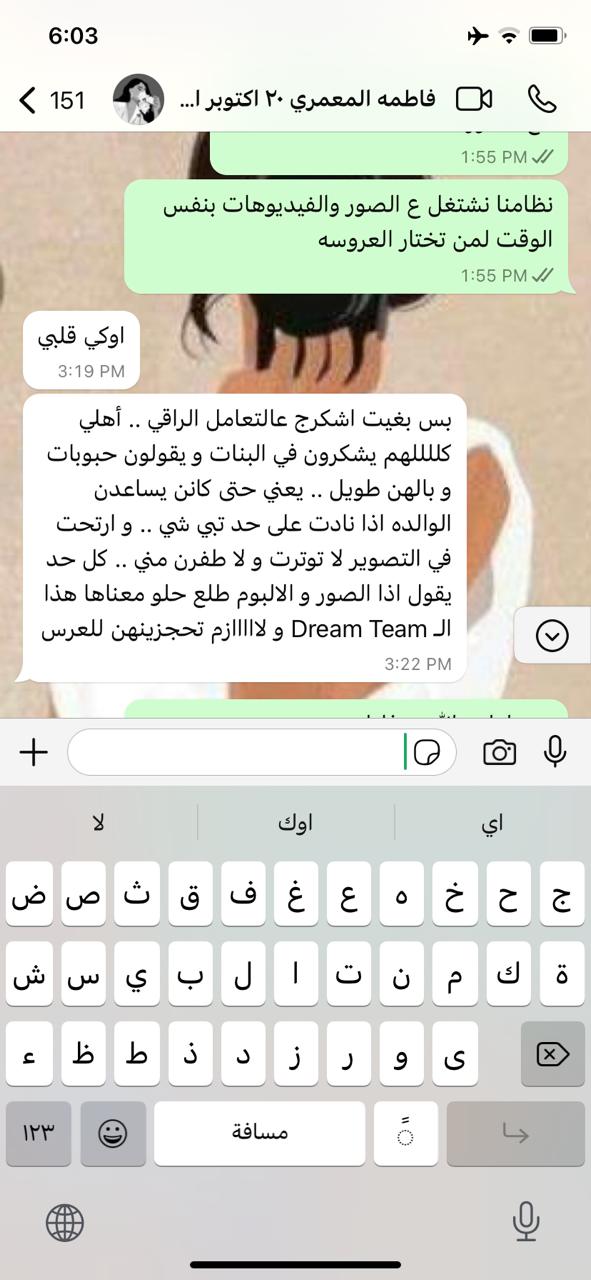 6:03
151
فاطمه المعمري ٢٠ اكتوبر ا...
1:55 PM
نظامنا نشتغل ع الصور والفيديوهات بنفس
الوقت لمن تختار العروسه
1:55 PM
اوكي قلبي
3:19 PM
بس بغيت اشكرج عالتعامل الراقي .. أهلي
كلللللهم يشكرون في البنات و يقولون حبوبات
و بالهن طويل .. يعني حتى كانن يساعدن
الوالده اذا نادت على حد تبي شي .. و ارتحت
في التصوير لا توترت و لا طفرن مني .. كل حد
يقول اذا الصور و الالبوم طلع حلو معناها هذا
الـ Dream Team و لااااازم تحجزينهن للعرس
3:22 PM
اي
اوك
لا
ض ص ث ق ف غ ع ه خ ح ج
ش س ي ب ل ا ت ن م ك ة
ء ظ ط ذ د ز ر و ى
١٢٣
مسافة